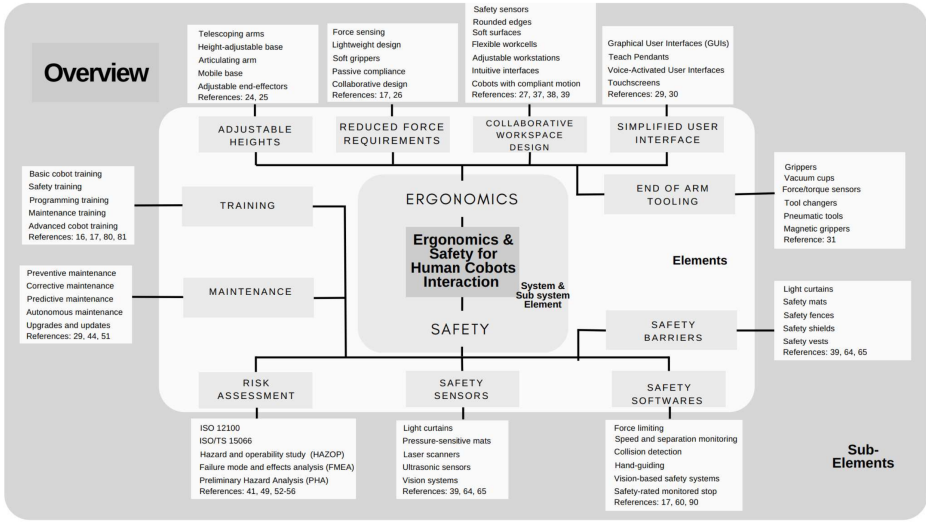 Overview
Telescoping arms
Height-adjustable base
Articulating arm
Mobile base
Adjustable end-effectors
References: 24, 25
Force sensing
Lightweight design
Soft grippers
Passive compliance
Collaborative design
References: 17, 26
Safety sensors
Rounded edges
Soft surfaces
Flexible workcells
Adjustable workstations
Intuitive interfaces
Cobots with compliant motion
References: 27, 37, 38, 39
Graphical User Interfaces (GUIs)
Teach Pendants
Voice-Activated User Interfaces
Touchscreens
References: 29, 30
ADJUSTABLE
HEIGHTS
REDUCED FORCE
REQUIREMENTS
COLLABORATIVE
WORKSPACE
DESIGN
SIMPLIFIED USER
INTERFACE
Basic cobot training
Safety training
Programming training
Maintenance training
Advanced cobot training
References: 16, 17, 80, 81
TRAINING
ERGONOMICS
END OF ARM
TOOLING
Grippers
Vacuum cups
Force/torque sensors
Tool changers
Pneumatic tools
Magnetic grippers
Reference: 31
Ergonomics &
Safety for
Human Cobots
Interaction
System &
Sub system
Element
Elements
Preventive maintenance
Corrective maintenance
Predictive maintenance
Autonomous maintenance
Upgrades and updates
References: 29, 44, 51
MAINTENANCE
SAFETY
SAFETY
BARRIERS
Light curtains
Safety mats
Safety fences
Safety shields
Safety vests
References: 39, 64, 65
RISK
ASSESSMENT
SAFETY
SENSORS
SAFETY
SOFTWARES
ISO 12100
ISO/TS 15066
Hazard and operability study (HAZOP)
Failure mode and effects analysis (FMEA)
Preliminary Hazard Analysis (PHA)
References: 41, 49, 52-56
Light curtains
Pressure-sensitive mats
Laser scanners
Ultrasonic sensors
Vision systems
References: 39, 64, 65
Force limiting
Speed and separation monitoring
Collision detection
Hand-guiding
Vision-based safety systems
Safety-rated monitored stop
References: 17, 60, 90
Sub-
Elements